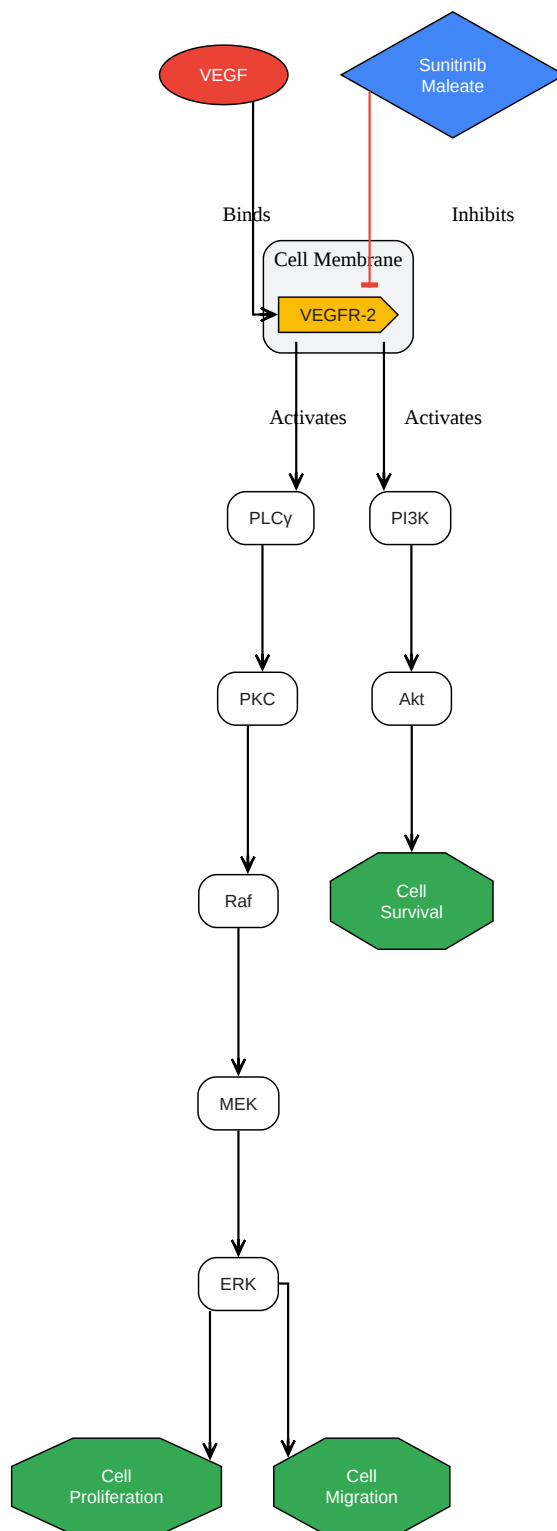 VEGF
Sunitinib
Maleate
Binds
Inhibits
Cell Membrane
VEGFR-2
Activates
Activates
PLCγ
PI3K
PKC
Akt
Raf
Cell
Survival
MEK
ERK
Cell
Proliferation
Cell
Migration